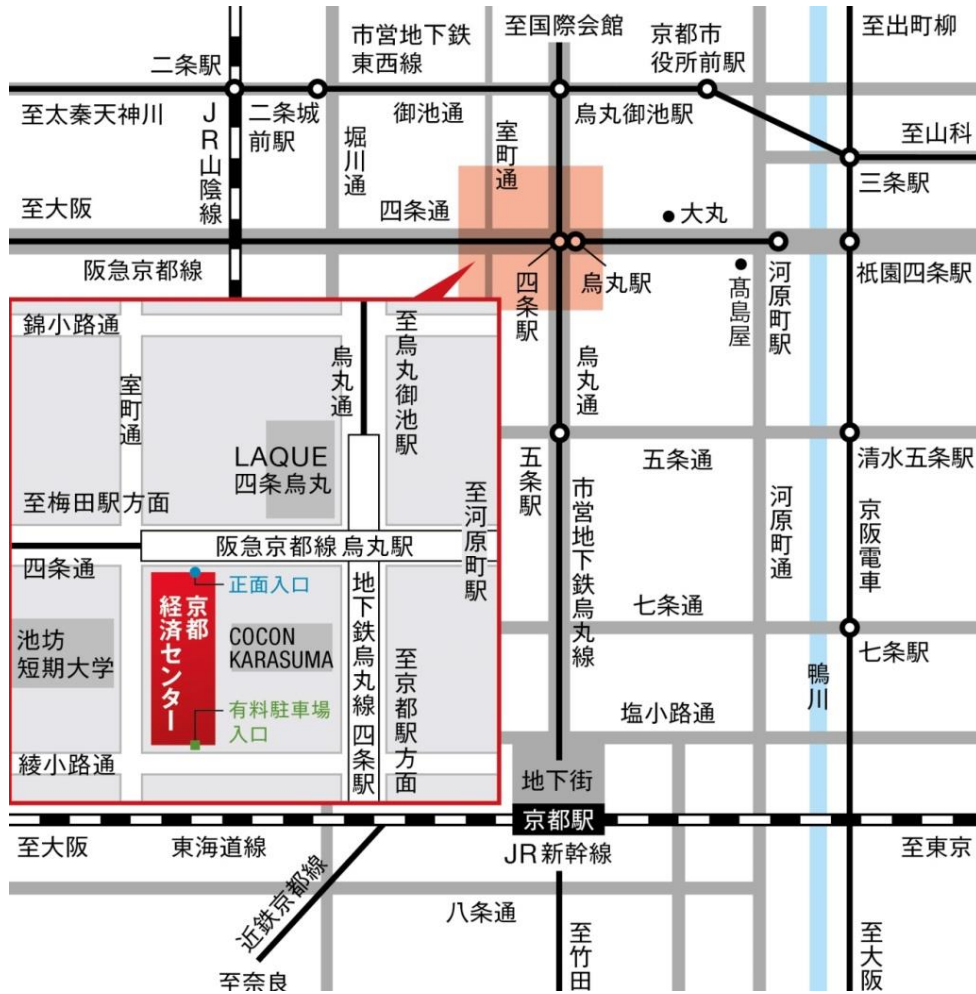 至国際会館
市営地下鉄
東西線
京都市
役所前駅
至出町柳
二条駅
至太秦天神川
JR山陰線
二条城
前駅
堀川通
御池通
室町通
烏丸御池駅
至山科
三条駅
至大阪
四条通
大丸
阪急京都線
四条駅
烏丸駅
髙島屋
河原町駅
祇園四条駅
錦小路通
室町通
烏丸通
至烏丸御池駅
LAQUE
四条烏丸
至梅田駅方面
阪急京都線 烏丸駅
至河原町駅
四条通
正面入口
京都
経済センター
池坊
短期大学
COCON
KARASUMA
地下鉄烏丸線 四条駅
至京都駅方面
有料駐車場
入口
綾小路通
烏丸通
五条駅
五条通
清水五条駅
市営地下鉄烏丸線
河原町通
京阪電車
七条通
七条駅
鴨川
塩小路通
地下街
京都駅
至大阪
東海道線
JR新幹線
至東京
近鉄京都線
八条通
至奈良
至竹田
至大阪